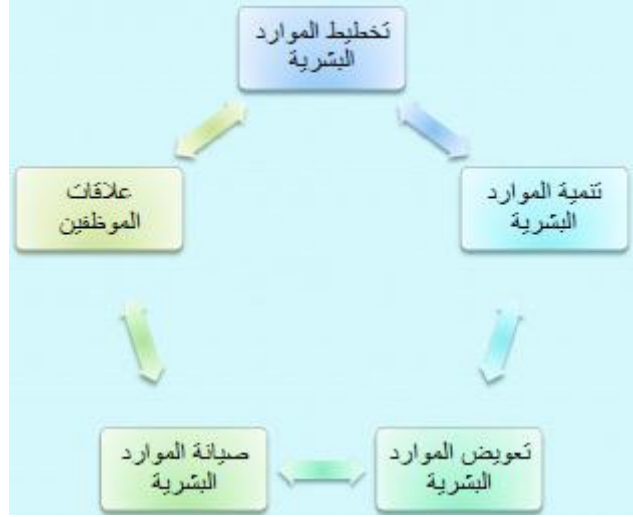 تخطيط الموارد
البشرية
تنمية الموارد
البشرية
علاقات
الموظفين
تعويض الموارد
البشرية
صيانة الموارد
البشرية